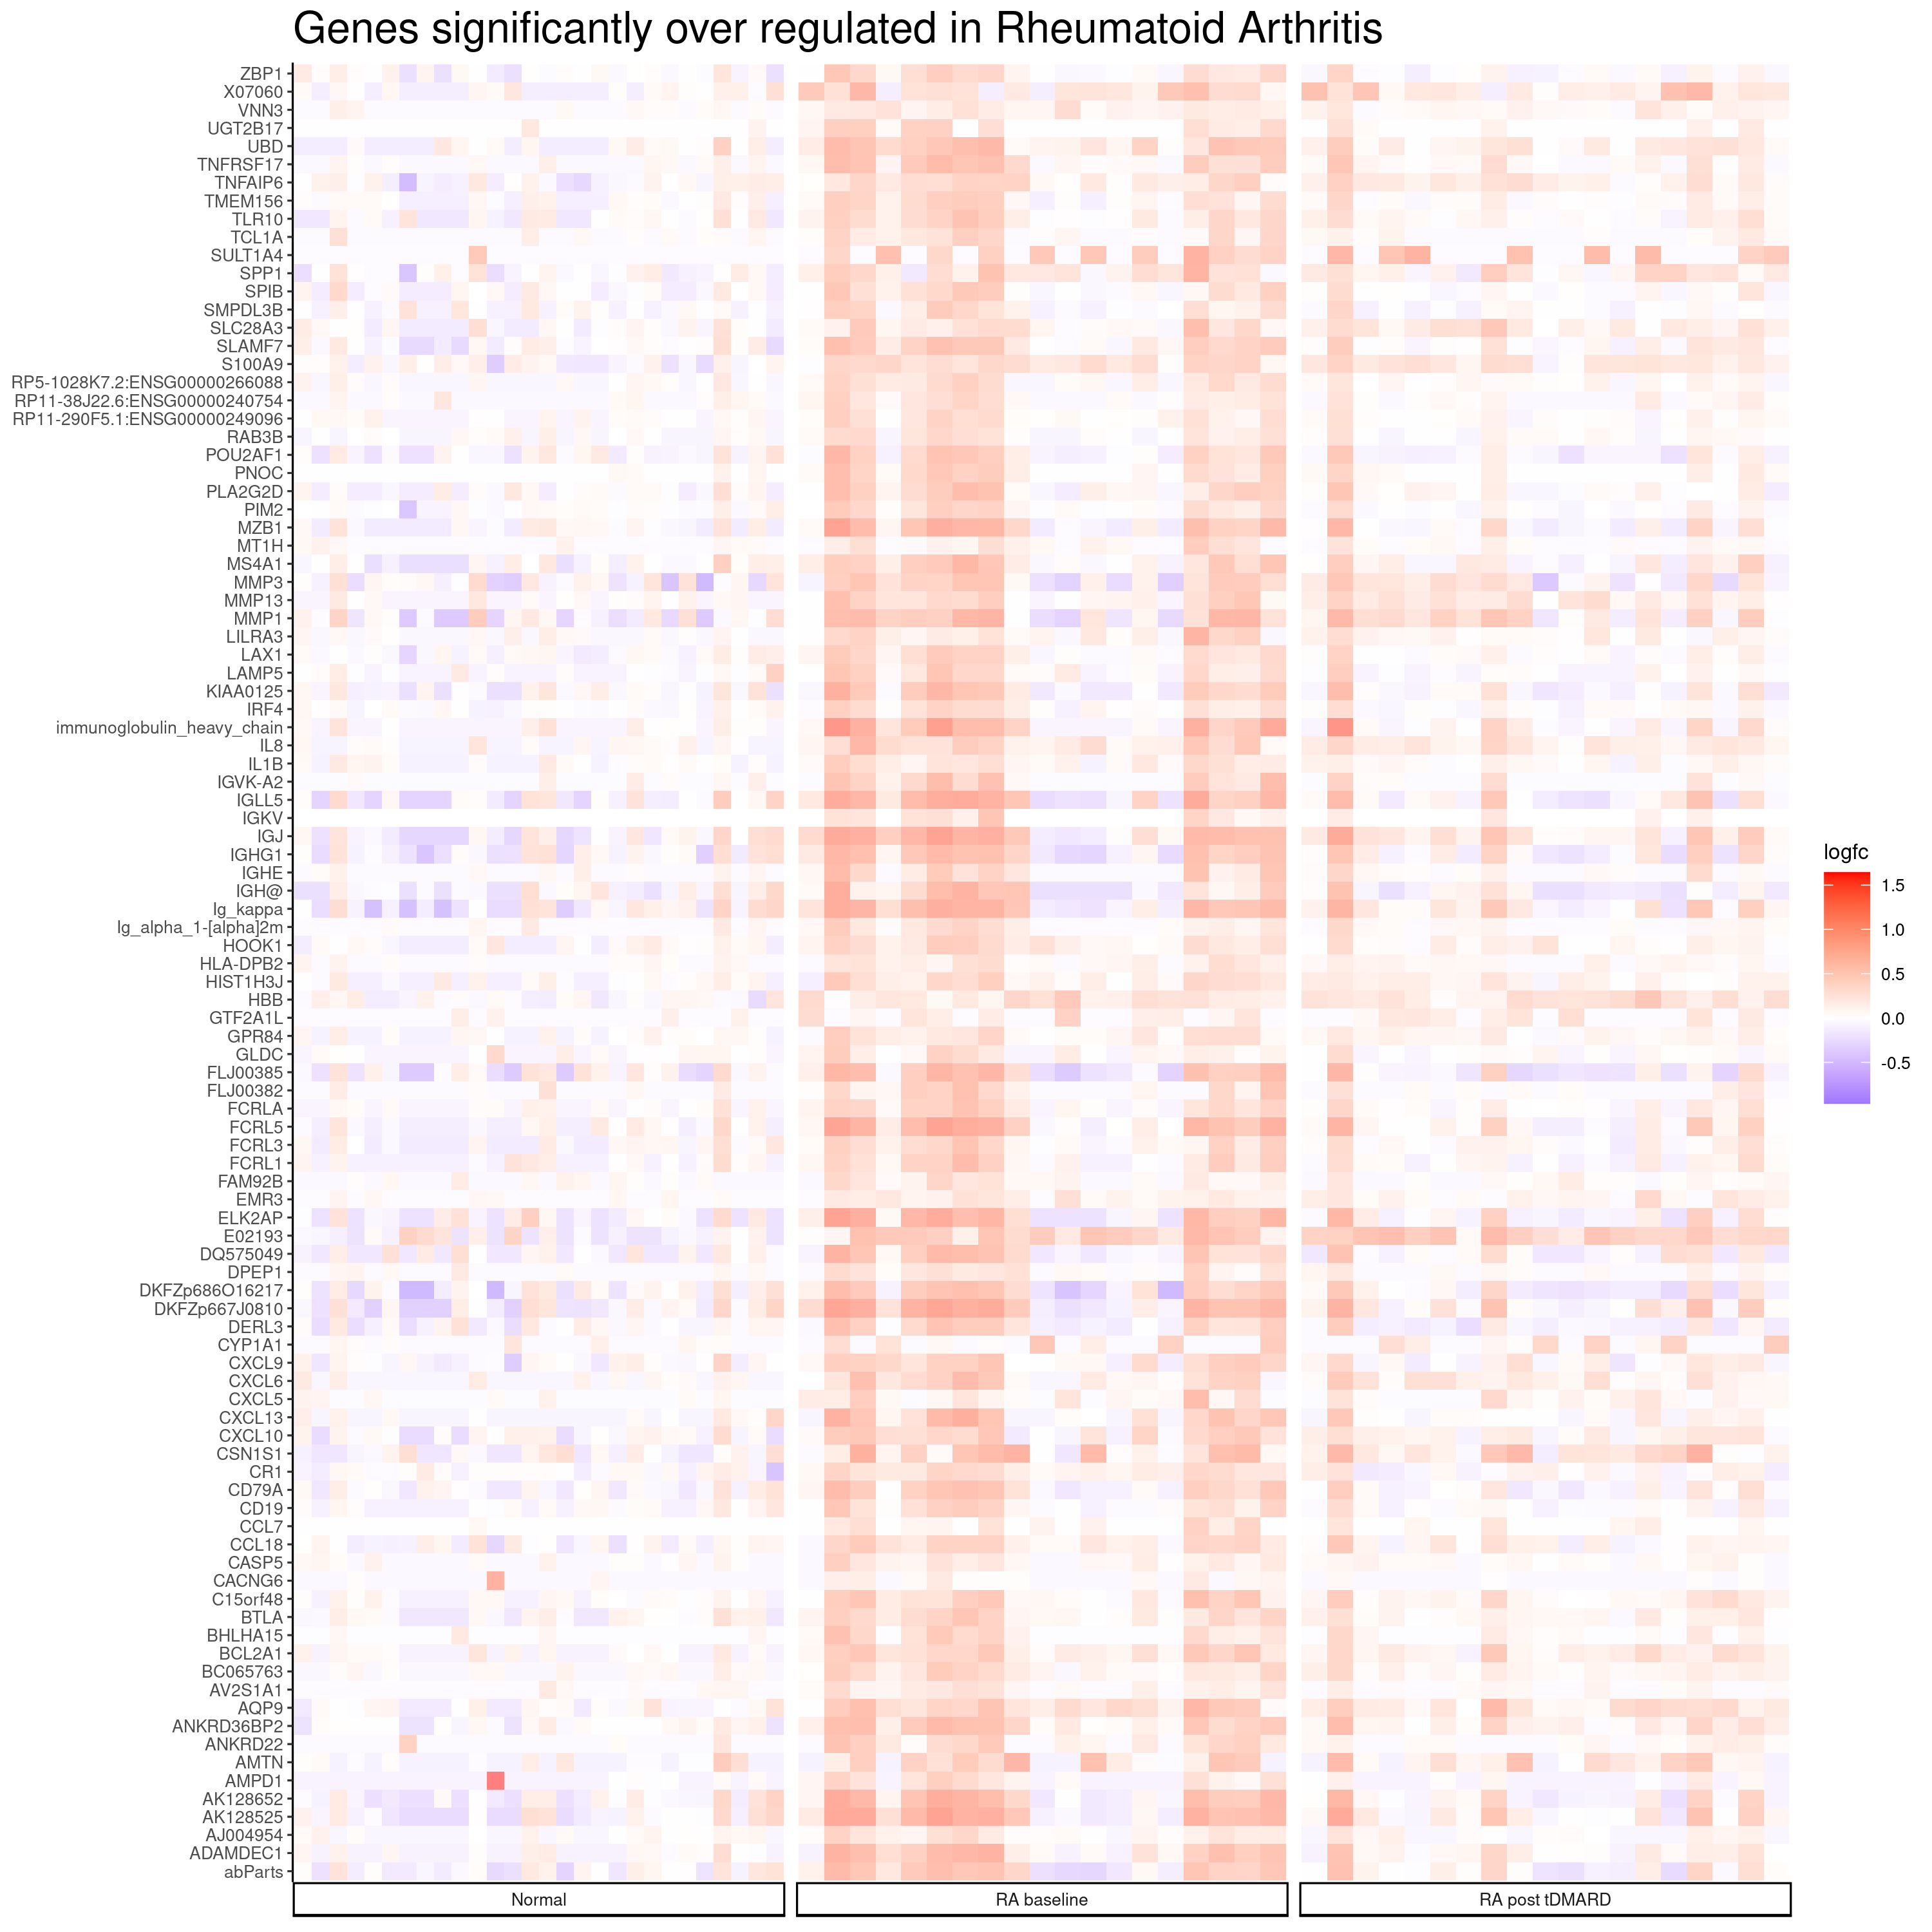 Genes significantly over regulated in Rheumatoid Arthritis
ZBP1
X07060
VNN3
UGT2B17
UBD
TNFRSF17
TNFAIP6
TMEM156
TLR10
TCL1A
SULT1A4
SPP1
SPIB
SMPDL3B
SLC28A3
SLAMF7
S100A9
RP5-1028K7.2:ENSG00000266088
RP11-38J22.6:ENSG00000240754
RP11-290F5.1:ENSG00000249096
RAB3B
POU2AF1
PNOC
PLA2G2D
PIM2
MZB1
MT1H
MS4A1
MMP3
MMP13
MMP1
LILRA3
LAX1
LAMP5
KIAA0125
IRF4
immunoglobulin_heavy_chain
IL8
IL1B
IGVK-A2
IGLL5
IGKV
IGJ
IGHG1
IGHE
IGH@
Ig_kappa
Ig_alpha_1-[alpha]2m
HOOK1
HLA-DPB2
HIST1H3J
HBB
GTF2A1L
GPR84
GLDC
FLJ00385
FLJ00382
FCRLA
FCRL5
FCRL3
FCRL1
FAM92B
EMR3
ELK2AP
E02193
DQ575049
DPEP1
DKFZp686O16217
DKFZp667J0810
DERL3
CYP1A1
CXCL9
CXCL6
CXCL5
CXCL13
CXCL10
CSN1S1
CR1
CD79A
CD19
CCL7
CCL18
CASP5
CACNG6
C15orf48
BTLA
BHLHA15
BCL2A1
BC065763
AV2S1A1
AQP9
ANKRD36BP2
ANKRD22
AMTN
AMPD1
AK128652
AK128525
AJ004954
ADAMDEC1
abParts
Normal
RA baseline
RA post tDMARD
logfc
1.5
1.0
0.5
0.0
-0.5